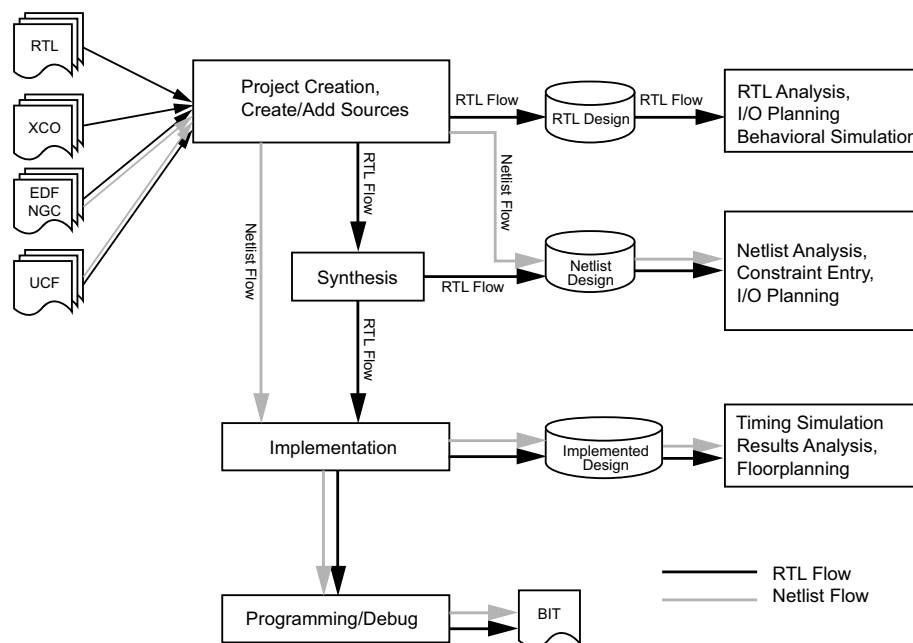 RTL
XCO
EDF
NGC
UCF
Project Creation,
Create/Add Sources
RTL Flow
RTL Design
RTL Flow
RTL Analysis,
I/O Planning
Behavioral Simulation
Netlist Flow
RTL Flow
Netlist Flow
Synthesis
RTL Flow
Netlist
Design
Netlist Analysis,
Constraint Entry,
I/O Planning
RTL Flow
Implementation
Implemented
Design
Timing Simulation
Results Analysis,
Floorplanning
Programming/Debug
BIT
RTL Flow
Netlist Flow